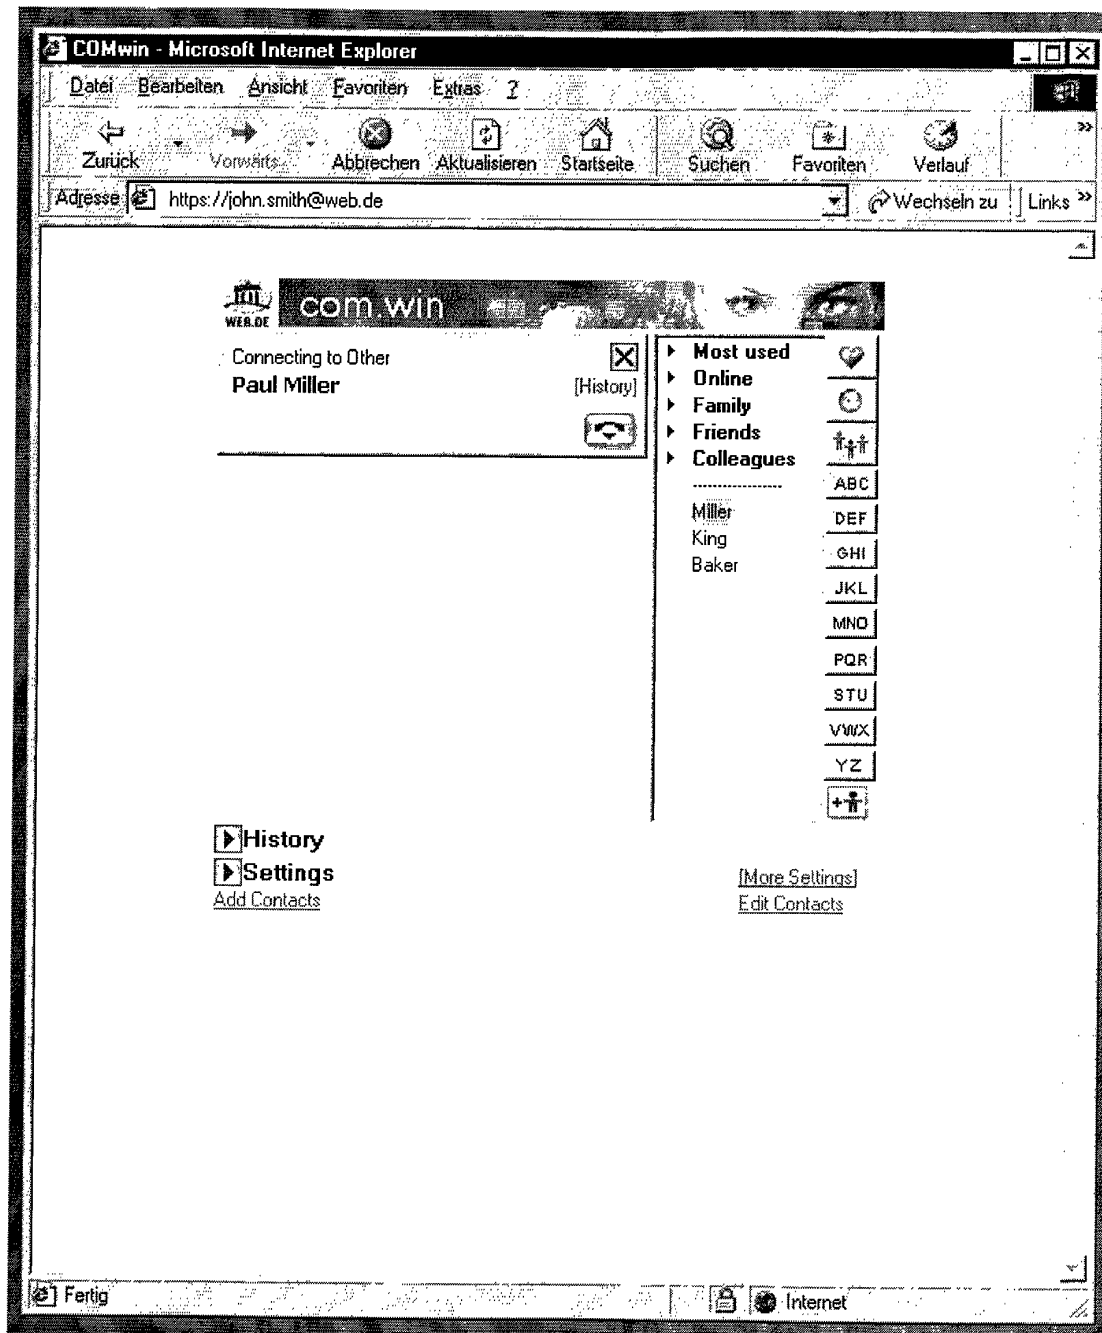 COMwin - Microsoft Internet Explorer
Datei Bearbeiten Ansicht Favoriten Extras ?
Zurück Vorwärts Abbrechen Aktualisieren Startseite Suchen Favoriten Verlauf »
Adresse https://john.smith@web.de Wechseln zu Links »
WEB.DE com.win
Connecting to Other
Paul Miller [History]
Most used
Online
Family
Friends
Colleagues
--------------
Miller
King
Baker
ABC
DEF
GHI
JKL
MNO
PQR
STU
VWX
YZ
History
Settings
Add Contacts
[More Settings]
Edit Contacts
Fertig Internet